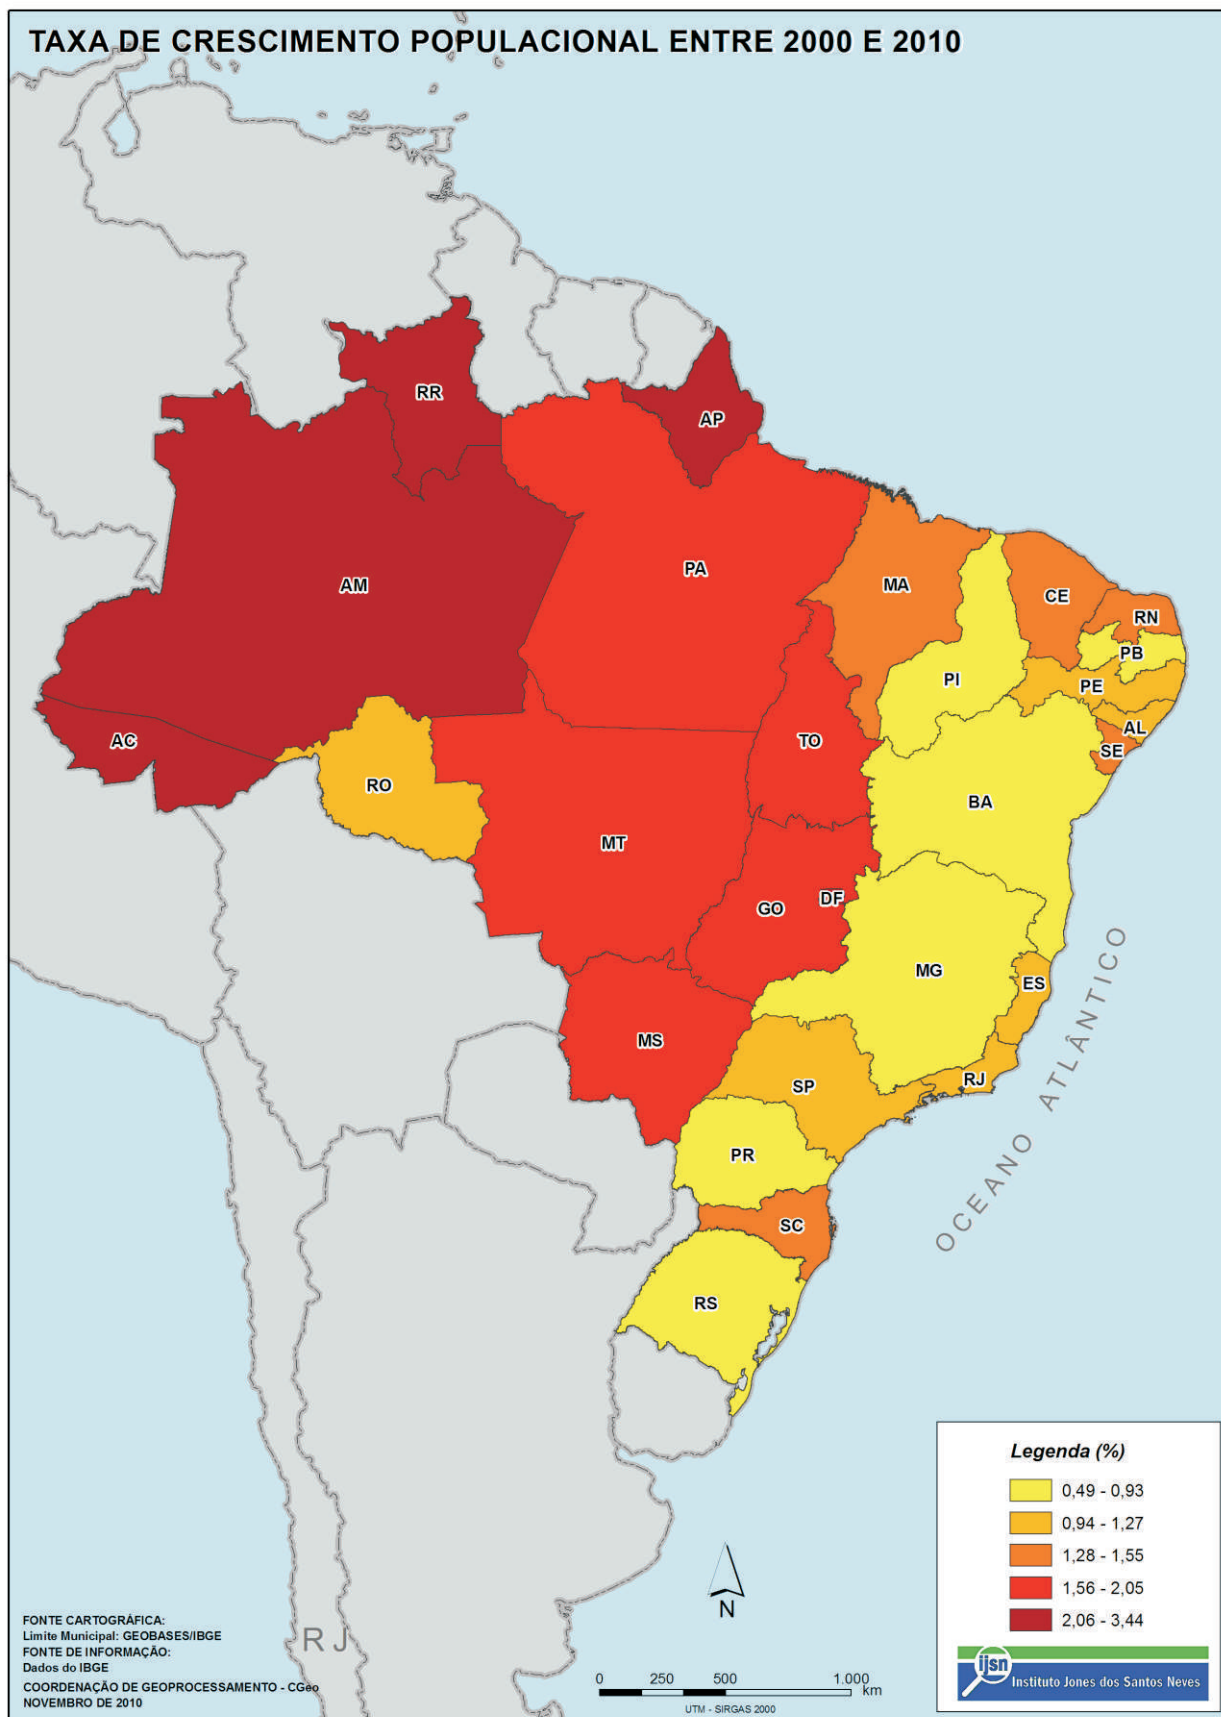 TAXA DE CRESCIMENTO POPULACIONAL ENTRE 2000 E 2010
RR
AP
AM
PA
MA
CE
RN
PB
PI
PE
AL
SE
AC
TO
RO
BA
MT
GO
DF
MG
ES
MS
SP
RJ
PR
SC
RS
OCEANO ATLÂNTICO
Legenda (%)
0,49 - 0,93
0,94 - 1,27
1,28 - 1,55
1,56 - 2,05
2,06 - 3,44
ijsn
Instituto Jones dos Santos Neves
N
0 250 500 1.000
km
UTM - SIRGAS 2000
RJ
FONTE CARTOGRÁFICA:
Limite Municipal: GEOBASES/IBGE
FONTE DE INFORMAÇÃO:
Dados do IBGE
COORDENAÇÃO DE GEOPROCESSAMENTO - CGeo
NOVEMBRO DE 2010